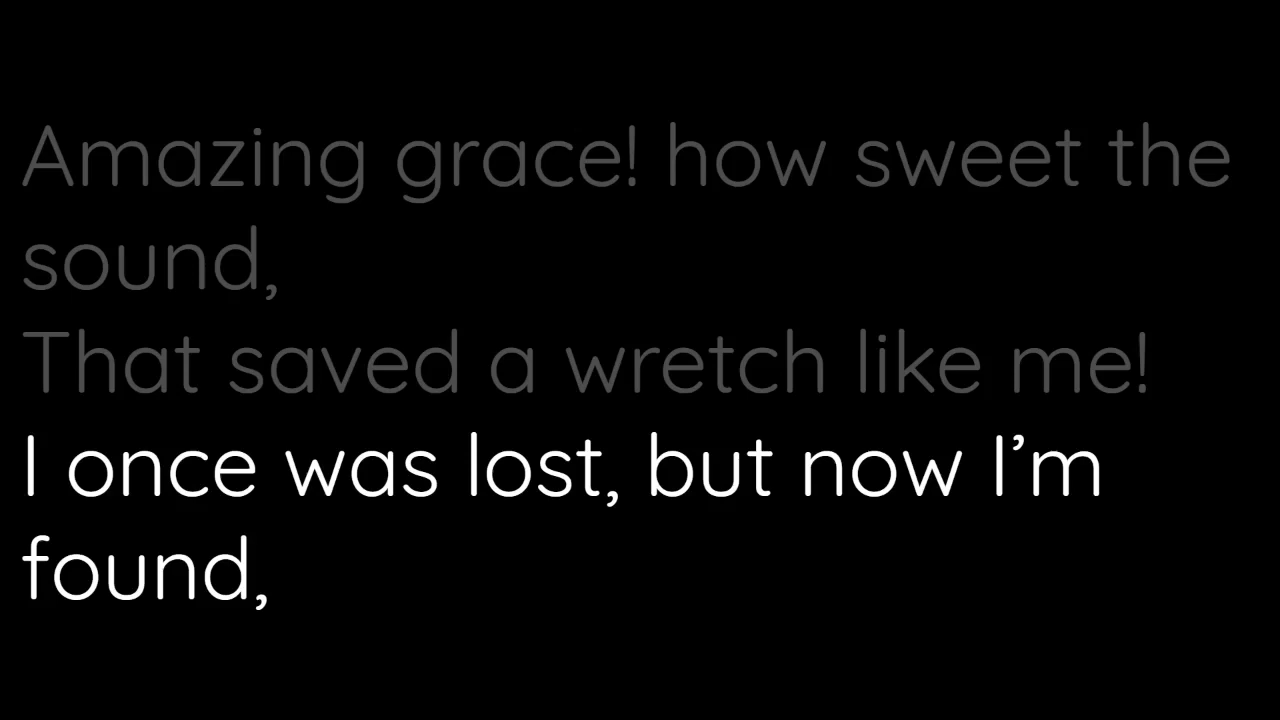 Amazing grace! how sweet the
sound,
That saved a wretch like me!
I once was lost, but now I’m
found,